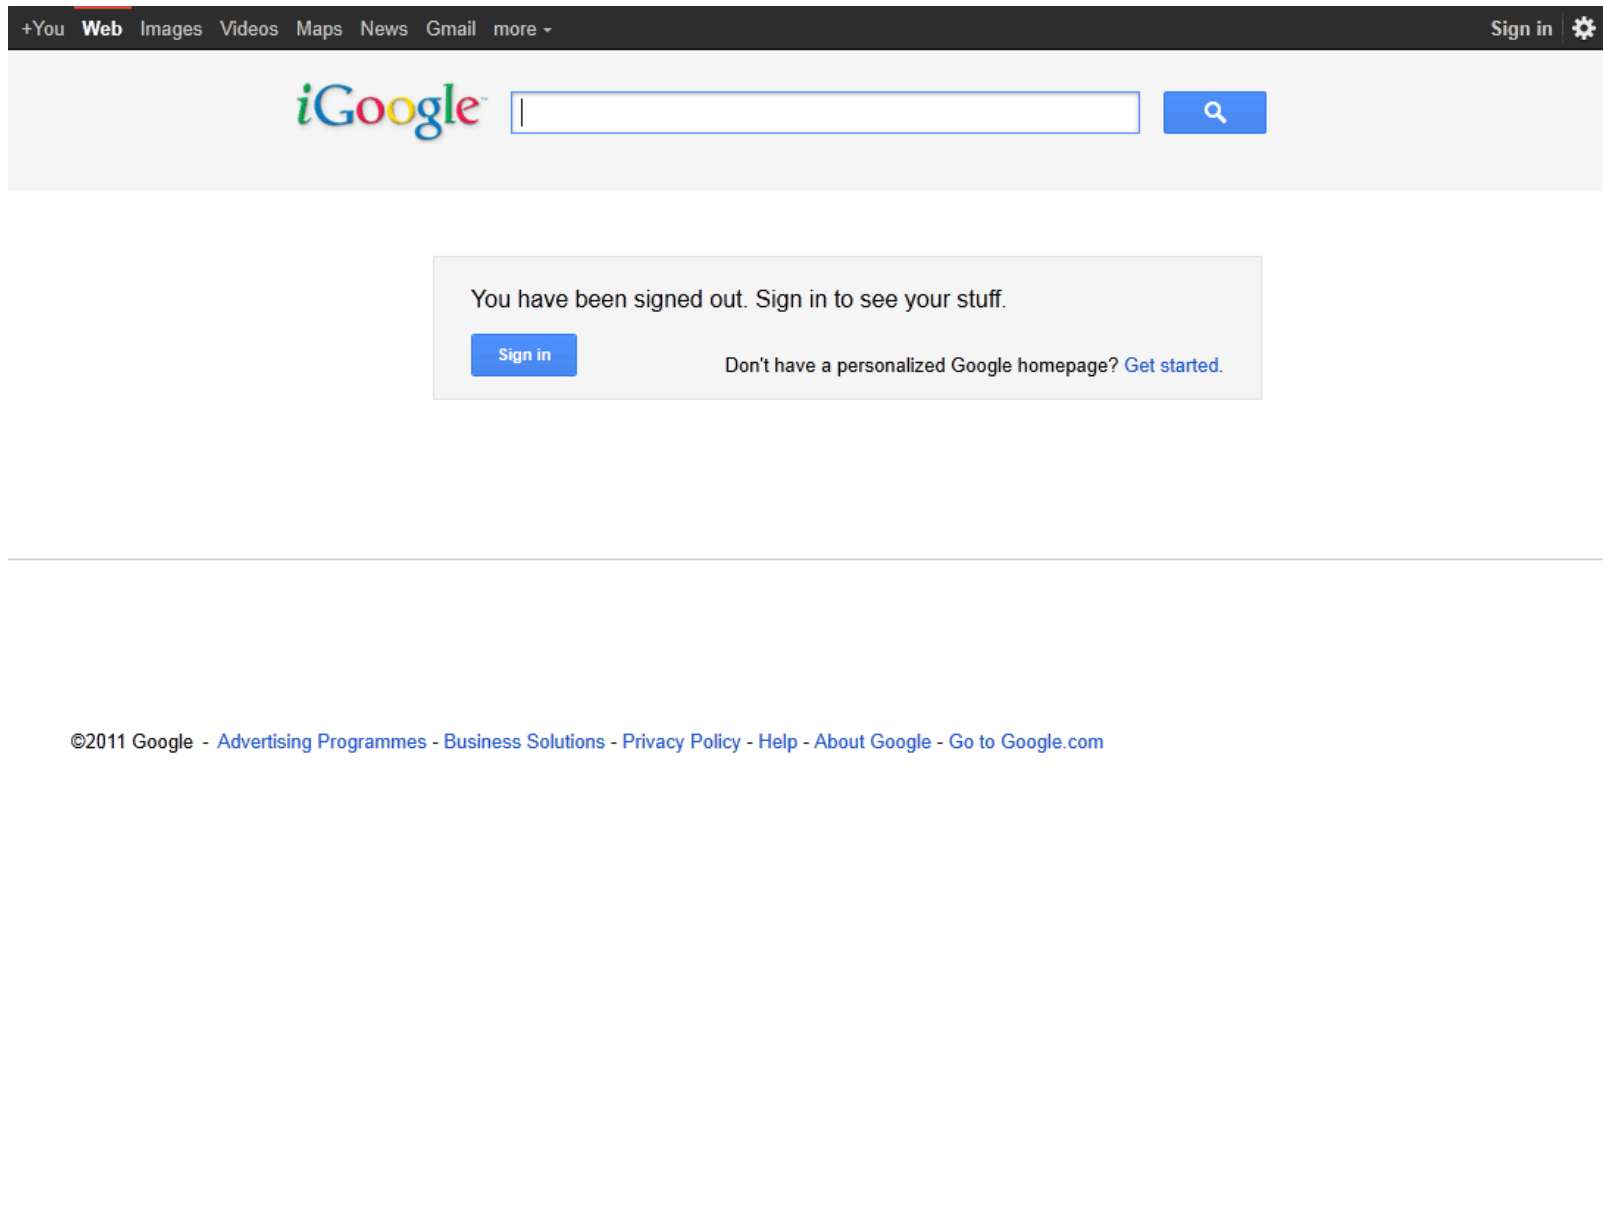 +You Web Images Videos Maps News Gmail more Sign in
iGoogle™
You have been signed out. Sign in to see your stuff.
Sign in
Don't have a personalized Google homepage? Get started.
©2011 Google - Advertising Programmes - Business Solutions - Privacy Policy - Help - About Google - Go to Google.com